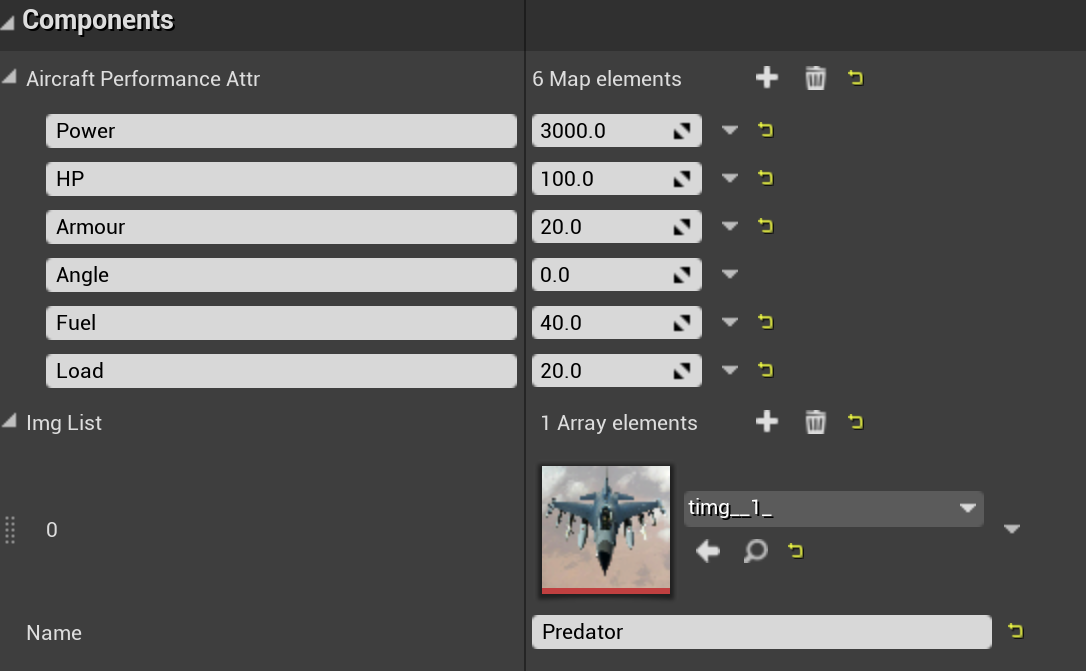 Components
Aircraft Performance Attr 6 Map elements
Power 3000.0
HP 100.0
Armour 20.0
Angle 0.0
Fuel 40.0
Load 20.0
Img List 1 Array elements
0 timg__1_
Name Predator